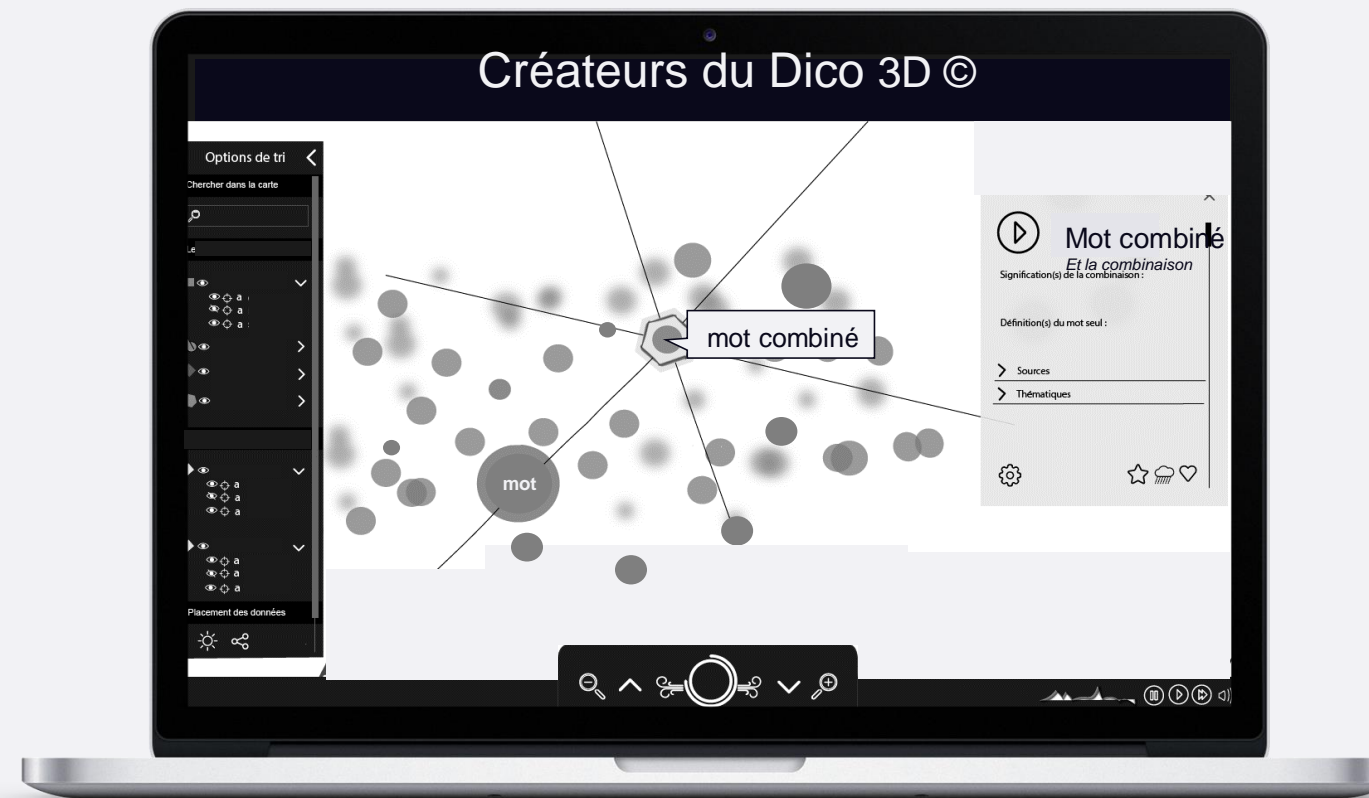 Créateurs du Dico 3D ©
Options de tri
Chercher dans la carte
Le
a
a
a
a
a
a
a
a
a
Placement des données
mot combiné
mot
Mot combiné
Et la combinaison
Signification(s) de la combinaison :
Définition(s) du mot seul :
Sources
Thématiques